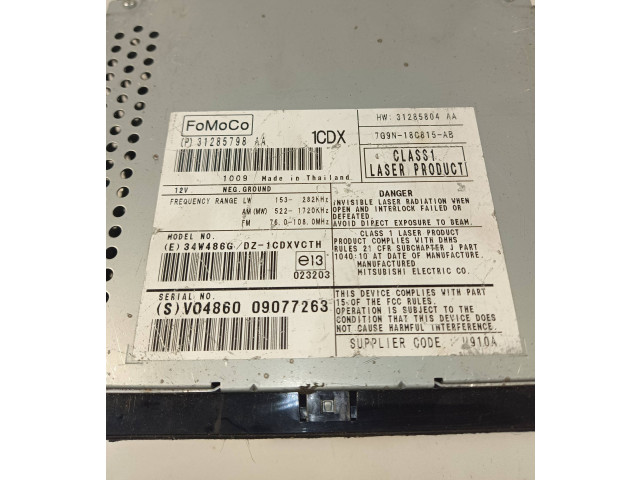 FoMoCo
(P) 31285798 AA
1CDX
1009 Made in Thailand
HW: 31285804 AA
7G9N-18C815-AB
CLASS1
LASER PRODUCT
12V NEG.GROUND
FREQUENCY RANGE LW 153- 282KHz
AM(MW) 522-1720KHz
FM 76.0-108.0MHz
DANGER
INVISIBLE LASER RADIATION WHEN
OPEN AND INTERLOCK FAILED OR
DEFEATED.
AVOID DIRECT EXPOSURE TO BEAM.
MODEL NO.
(E) 34W486G/DZ-1CDXVGTH
e13
023203
CLASS 1 LASER PRODUCT
PRODUCT COMPLIES WITH DHHS
RULES 21 CFR SUBCHAPTER J PART
1040:10 AT DATE OF MANUFACTURE.
MANUFACTURED
MITSUBISHI ELECTRIC CO.
SERIAL NO.
(S) V04860 09077263
THIS DEVICE COMPLIES WITH PART
15 OF THE FCC RULES.
OPERATION IS SUBJECT TO THE
CONDITION THAT THIS DEVICE DOES
NOT CAUSE HARMFUL INTERFERENCE
SUPPLIER CODE: U910A